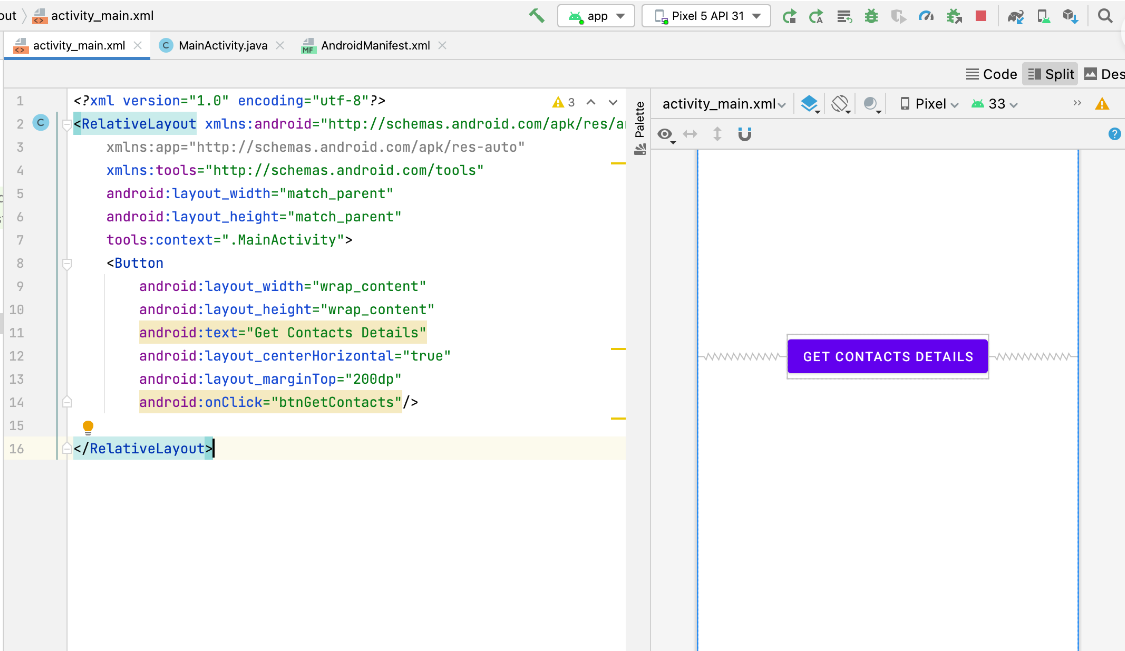 out
activity_main.xml
app
Pixel 5 API 31
activity_main.xml
MainActivity.java
AndroidManifest.xml
Code
Split
Des
1 <?xml version="1.0" encoding="utf-8"?>
3
2 <RelativeLayout xmlns:android="http://schemas.android.com/apk/res/a
3 xmlns:app="http://schemas.android.com/apk/res-auto"
4 xmlns:tools="http://schemas.android.com/tools"
5 android:layout_width="match_parent"
6 android:layout_height="match_parent"
7 tools:context=".MainActivity">
8 <Button
9 android:layout_width="wrap_content"
10 android:layout_height="wrap_content"
11 android:text="Get Contacts Details"
12 android:layout_centerHorizontal="true"
13 android:layout_marginTop="200dp"
14 android:onClick="btnGetContacts"/>
15
16 </RelativeLayout>
Palette
activity_main.xml
Pixel
33
GET CONTACTS DETAILS